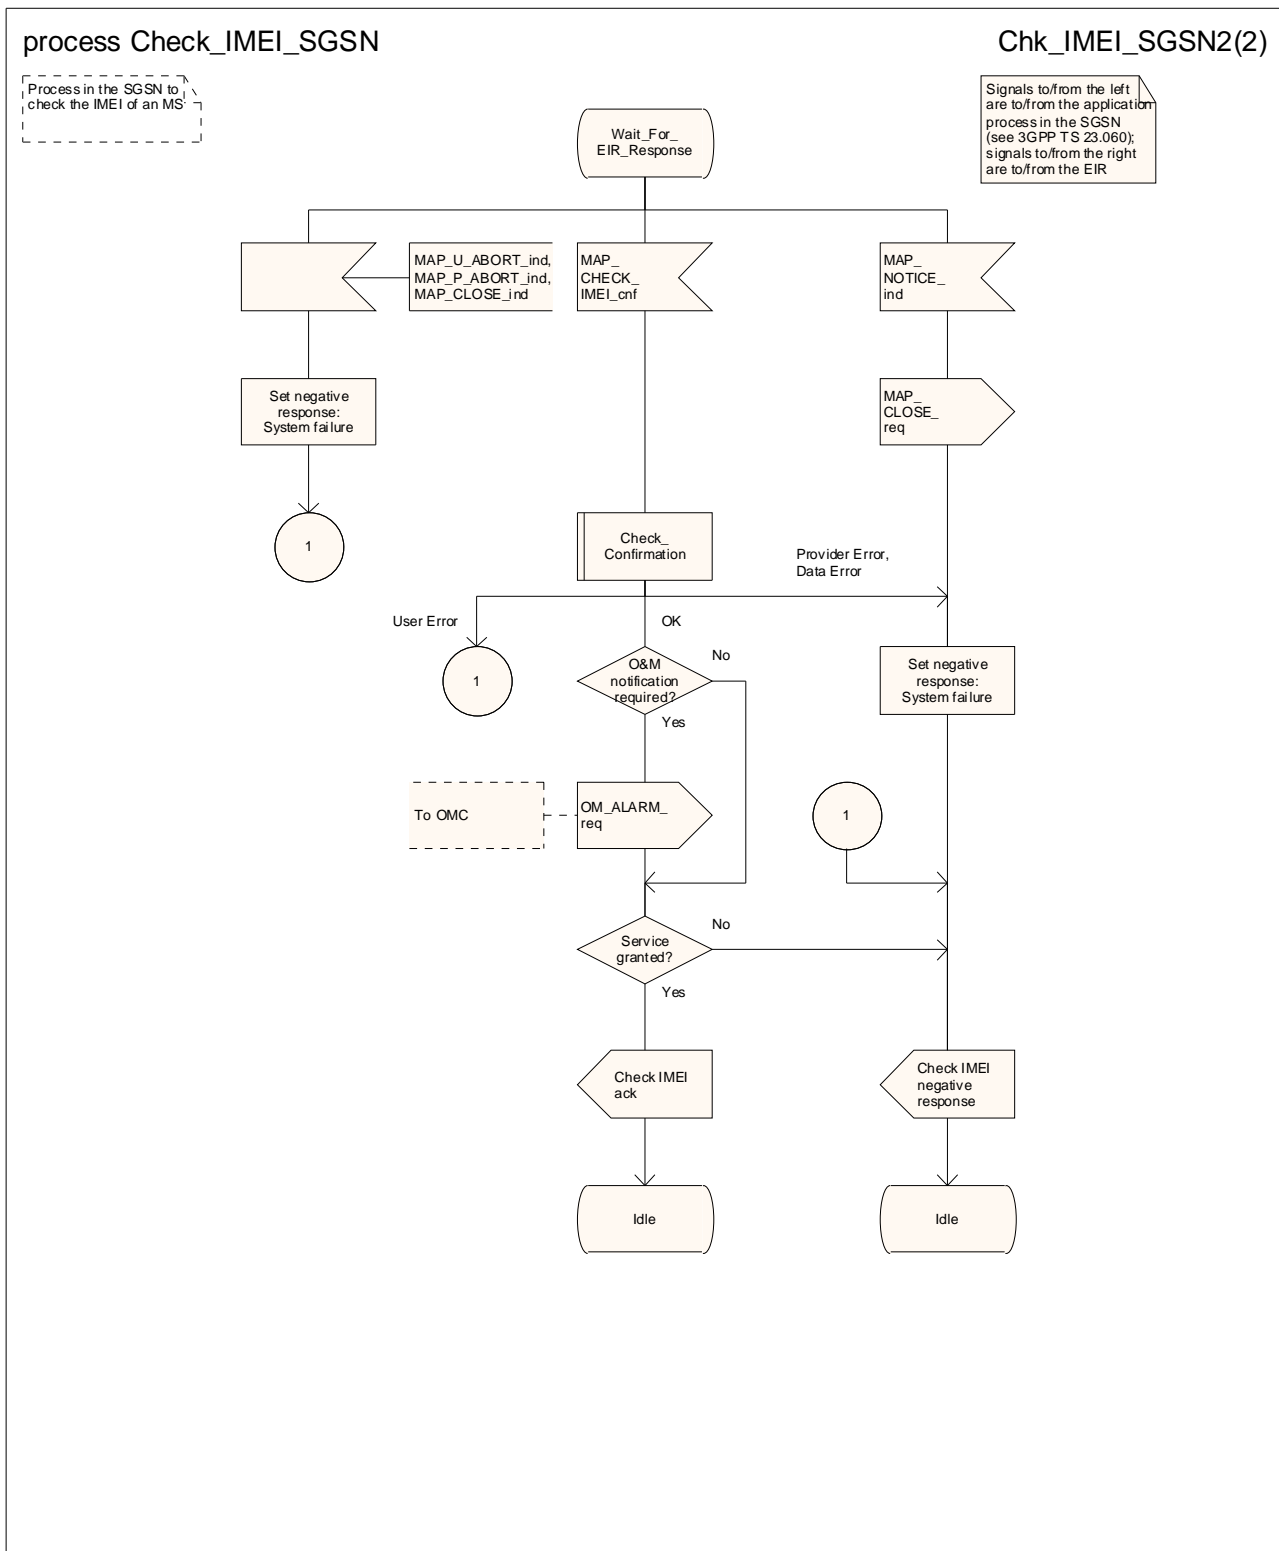 process Check_IMEI_SGSN
Chk_IMEI_SGSN2(2)
Process in the SGSN to
check the IMEI of an MS
Signals to/from the left
are to/from the application
process in the SGSN
(see 3GPP TS 23.060);
signals to/from the right
are to/from the EIR
Wait_For_
EIR_Response
MAP_U_ABORT_ind,
MAP_P_ABORT_ind,
MAP_CLOSE_ind
MAP_
CHECK_
IMEI_cnf
MAP_
NOTICE_
ind
Set negative
response:
System failure
MAP_
CLOSE_
req
1
Check_
Confirmation
Provider Error,
Data Error
User Error
OK
1
O&M
notification
required?
No
Yes
Set negative
response:
System failure
To OMC
OM_ALARM_
req
1
Service
granted?
No
Yes
Check IMEI
ack
Check IMEI
negative
response
Idle
Idle